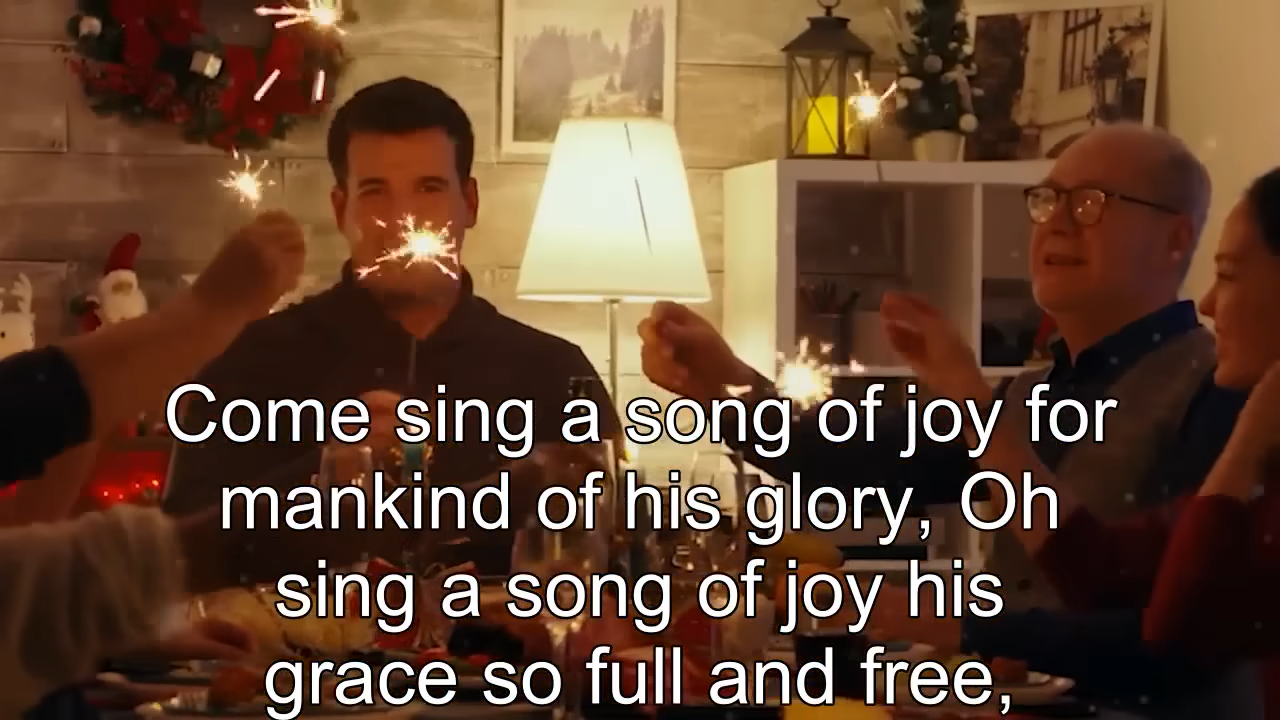 Come sing a song of joy for
mankind of his glory, Oh
sing a song of joy his
grace so full and free,